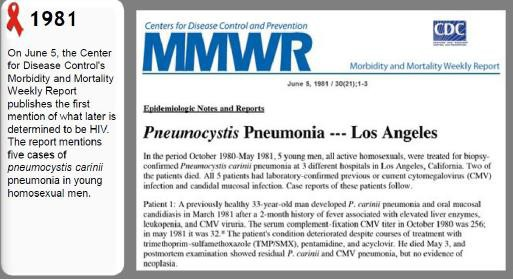 1981
On June 5, the Center
for Disease Control's
Morbidity and Mortality
Weekly Report
publishes the first
mention of what later is
determined to be HIV.
The report mentions
five cases of
pneumocystis carinii
pneumonia in young
homosexual men.
Centers for Disease Control and Prevention
CDC
MMWR
Morbidity and Mortality Weekly Report
June 5, 1981 / 30(21);1-3
Epidemiologic Notes and Reports
Pneumocystis Pneumonia --- Los Angeles
In the period October 1980-May 1981, 5 young men, all active homosexuals, were treated for biopsy-
confirmed Pneumocystis carinii pneumonia at 3 different hospitals in Los Angeles, California. Two of
the patients died. All 5 patients had laboratory-confirmed previous or current cytomegalovirus (CMV)
infection and candidal mucosal infection. Case reports of these patients follow.
Patient 1: A previously healthy 33-year-old man developed P. carinii pneumonia and oral mucosal
candidiasis in March 1981 after a 2-month history of fever associated with elevated liver enzymes,
leukopenia, and CMV viruria. The serum complement-fixation CMV titer in October 1980 was 256;
in may 1981 it was 32.* The patient's condition deteriorated despite courses of treatment with
trimethoprim-sulfamethoxazole (TMP/SMX), pentamidine, and acyclovir. He died May 3, and
postmortem examination showed residual P. carinii and CMV pneumonia, but no evidence of
neoplasia.